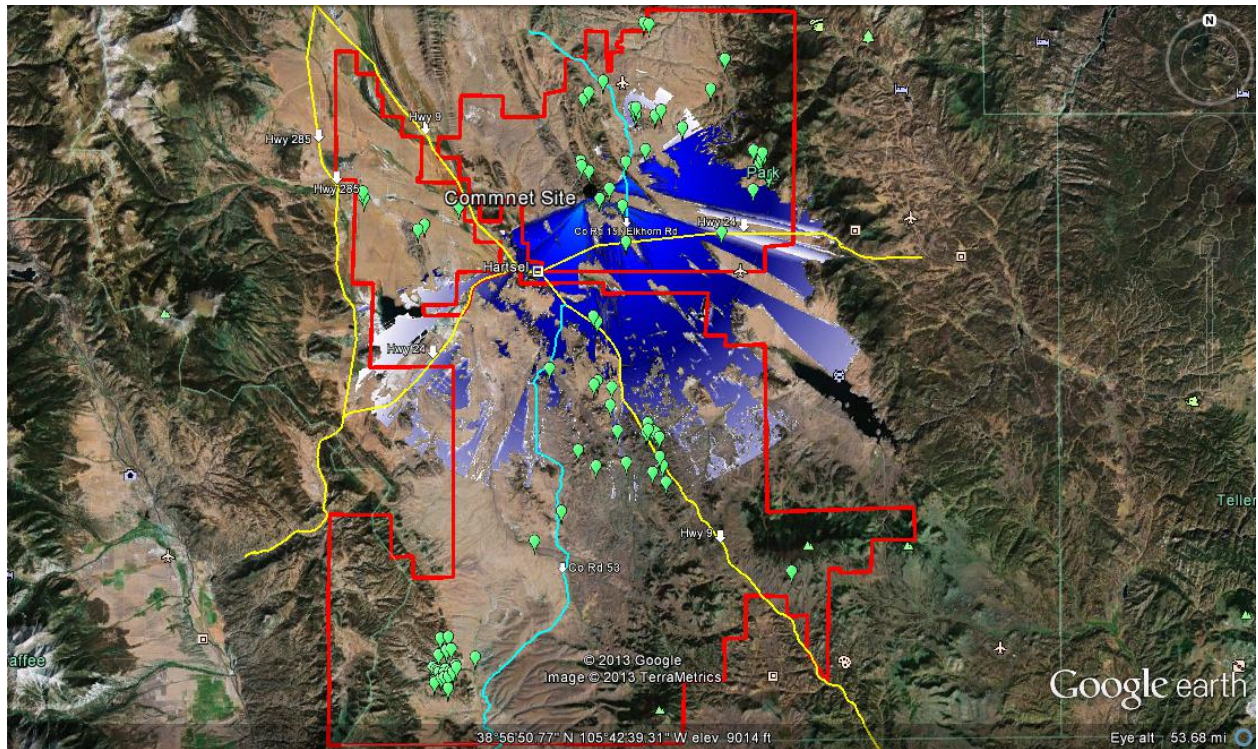 N
Hwy 9
Hwy 285
Hwy 285
Park
Commnet Site
Hwy 24
Co Rd 15 /Elkhorn Rd
Hartsel
Hwy 24
Teller
Hwy 9
Co Rd 53
affee
© 2013 Google
Image © 2013 TerraMetrics
Google earth
38°56'50.77" N 105°42'39.31" W elev 9014 ft
Eye alt 53.68 mi